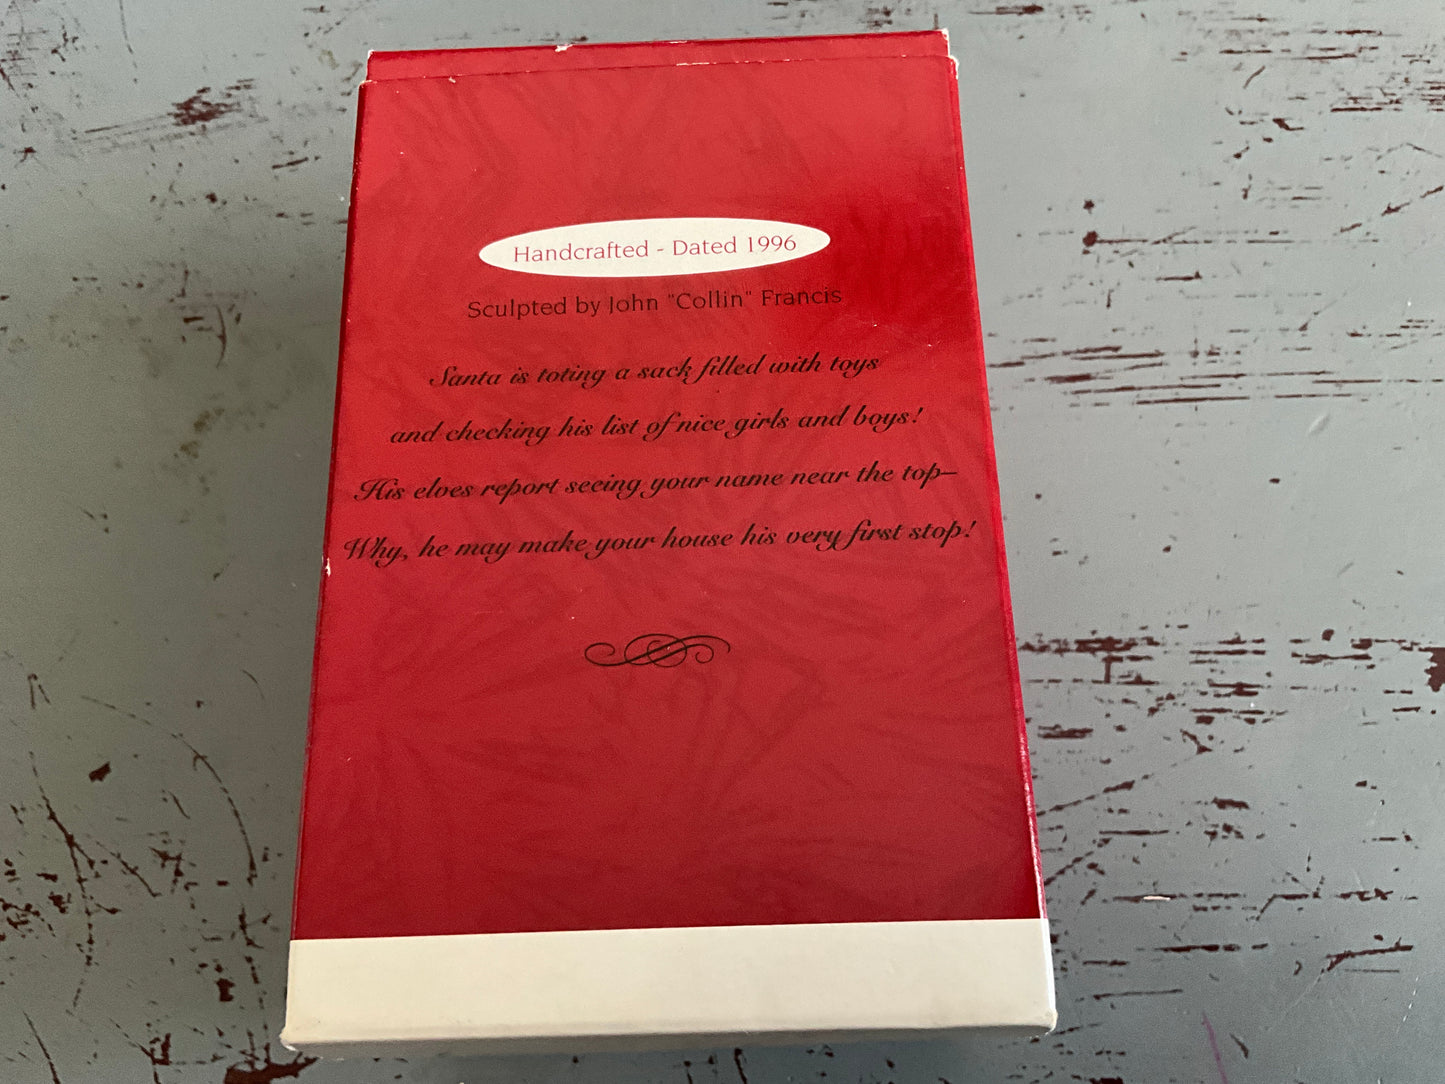 Handcrafted - Dated 1996
Sculpted by John "Collin" Francis
Santa is toting a sack filled with toys
and checking his list of nice girls and boys!
His elves report seeing your name near the top–
Why, he may make your house his very first stop!